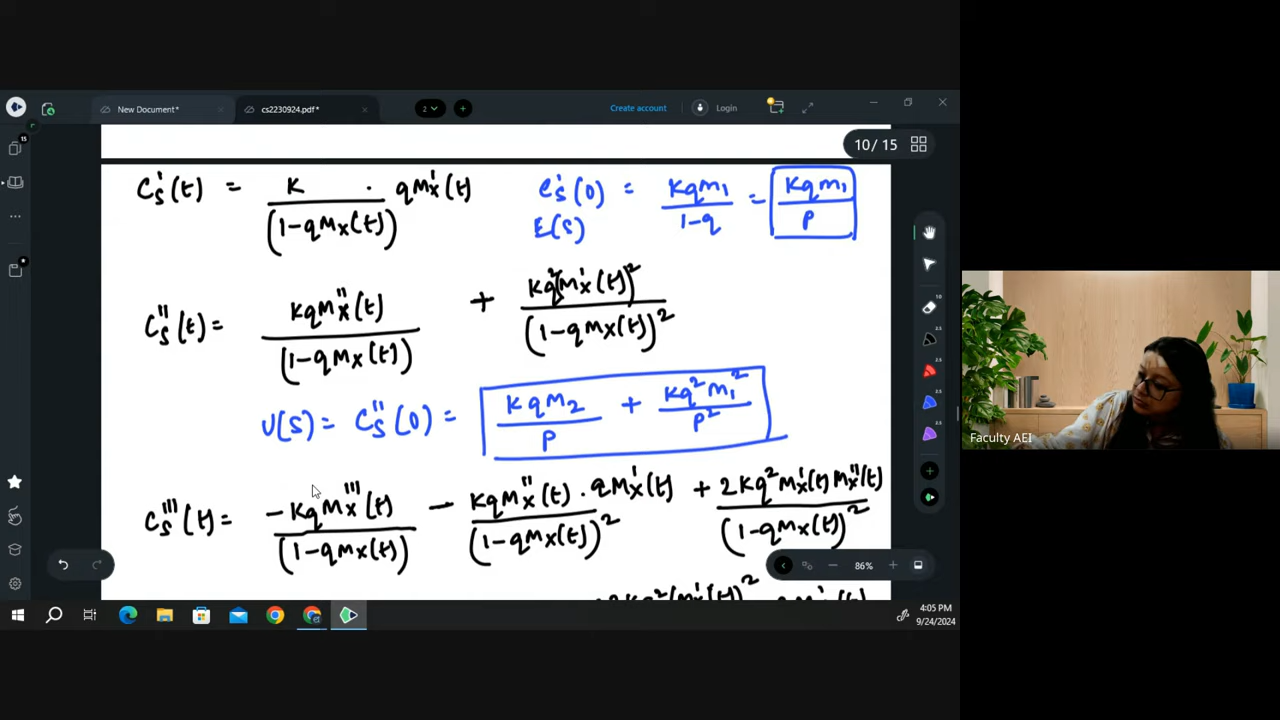 New Document* cs2230924.pdf* 2 Create account Login
10/15
C's(t) = K / (1-qMx(t)) . qM'x(t) C's(0) = Kqm1 / 1-q = Kqm1 / p
E(S)
C''s(t) = KqM''x(t) / (1-qMx(t)) + Kq²(M'x(t))² / (1-qMx(t))²
V(S) = C''s(0) = Kqm2 / p + Kq²m1² / p²
C'''s(t) = -KqM'''x(t) / (1-qMx(t)) - KqM''x(t) . qM'x(t) / (1-qMx(t))² + 2Kq²M'x(t)M''x(t) / (1-qMx(t))²
86%
Faculty AEI
4:05 PM
9/24/2024